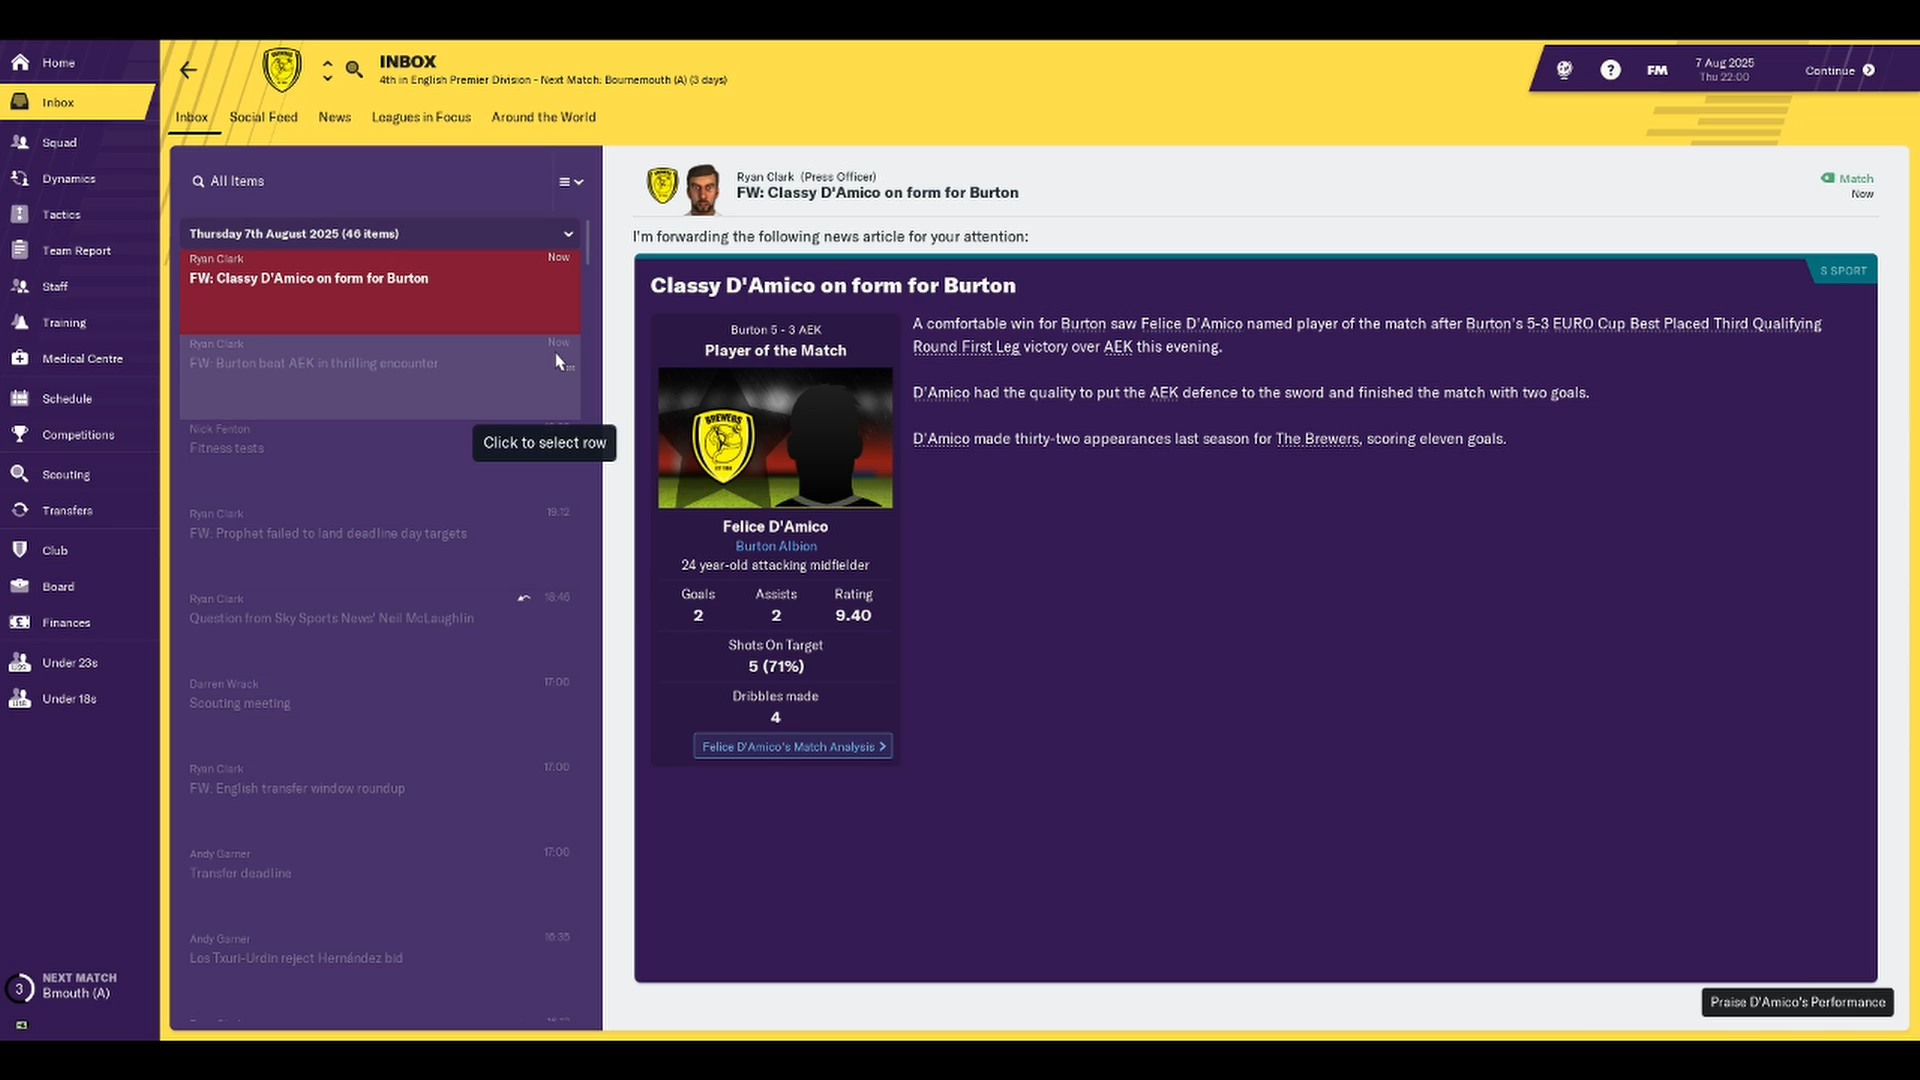 Home
Inbox
Squad
Dynamics
Tactics
Team Report
Staff
Training
Medical Centre
Schedule
Competitions
Scouting
Transfers
Club
Board
Finances
Under 23s
Under 18s
3
NEXT MATCH
Bmouth (A)
INBOX
4th in English Premier Division - Next Match: Bournemouth (A) (3 days)
FM
7 Aug 2025
Thu 22:00
Continue
Inbox
Social Feed
News
Leagues in Focus
Around the World
All Items
Thursday 7th August 2025 (46 items)
Ryan Clark
Now
FW: Classy D'Amico on form for Burton
Ryan Clark
Now
FW: Burton beat AEK in thrilling encounter
Nick Fenton
Fitness tests
Click to select row
Ryan Clark
19:12
FW: Prophet failed to land deadline day targets
Ryan Clark
18:46
Question from Sky Sports News' Neil McLaughlin
Darren Wrack
17:00
Scouting meeting
Ryan Clark
17:00
FW: English transfer window roundup
Andy Garner
17:00
Transfer deadline
Andy Garner
16:35
Los Txuri-Urdin reject Hernández bid
Ryan Clark (Press Officer)
FW: Classy D'Amico on form for Burton
Match
Now
I'm forwarding the following news article for your attention:
S SPORT
Classy D'Amico on form for Burton
Burton 5 - 3 AEK
Player of the Match
BREWERS
Felice D'Amico
Burton Albion
24 year-old attacking midfielder
Goals Assists Rating
2 2 9.40
Shots On Target
5 (71%)
Dribbles made
4
Felice D'Amico's Match Analysis
A comfortable win for Burton saw Felice D'Amico named player of the match after Burton's 5-3 EURO Cup Best Placed Third Qualifying
Round First Leg victory over AEK this evening.
D'Amico had the quality to put the AEK defence to the sword and finished the match with two goals.
D'Amico made thirty-two appearances last season for The Brewers, scoring eleven goals.
Praise D'Amico's Performance